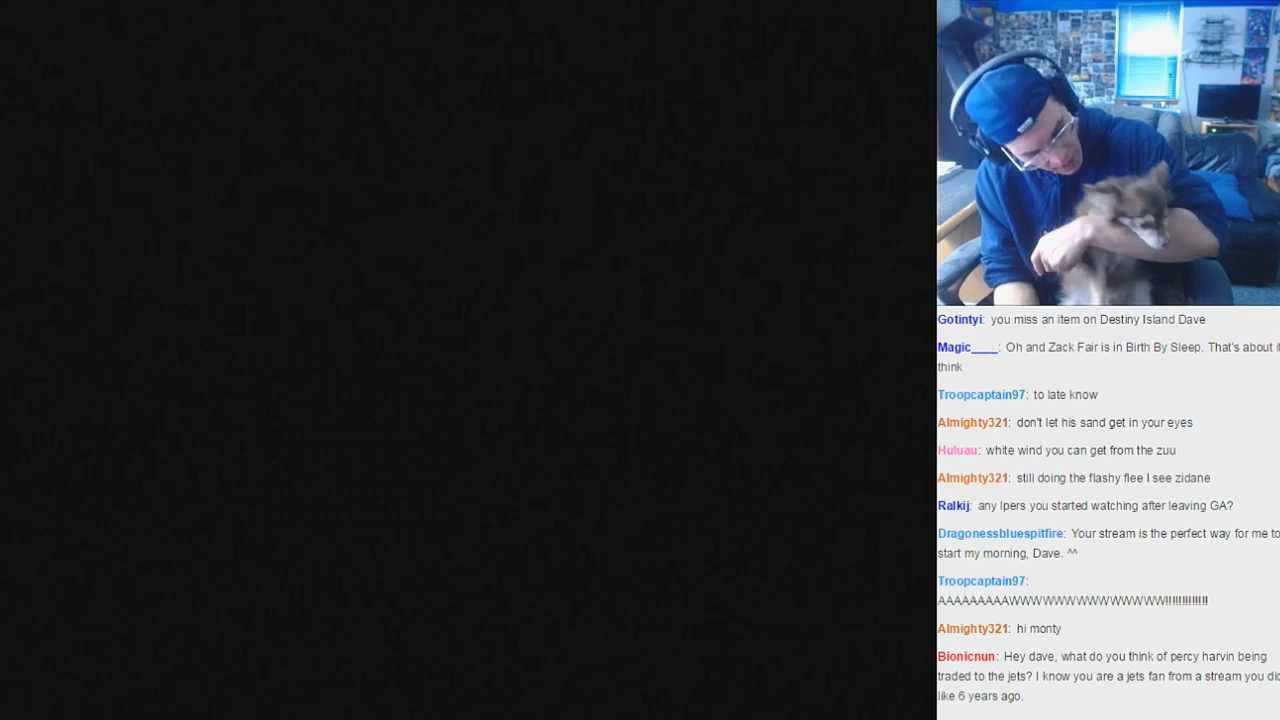 Gotintyi: you miss an item on Destiny Island Dave
Magic____: Oh and Zack Fair is in Birth By Sleep. That's about
think
Troopcaptain97: to late know
Almighty321: don't let his sand get in your eyes
Huluau: white wind you can get from the zuu
Almighty321: still doing the flashy flee I see zidane
Ralkij: any lpers you started watching after leaving GA?
Dragonessbluespitfire: Your stream is the perfect way for me to
start my morning, Dave. ^^
Troopcaptain97:
AAAAAAAAAWWWWWWWWWWWWWW!!!!!!!!!!!!!
Almighty321: hi monty
Bionicnun: Hey dave, what do you think of percy harvin being
traded to the jets? I know you are a jets fan from a stream you
like 6 years ago.